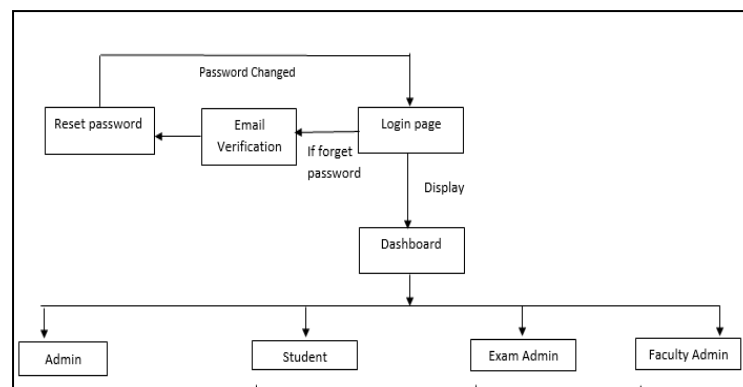 Password Changed
Reset password
Email
Verification
Login page
If forget
password
Display
Dashboard
Admin
Student
Exam Admin
Faculty Admin